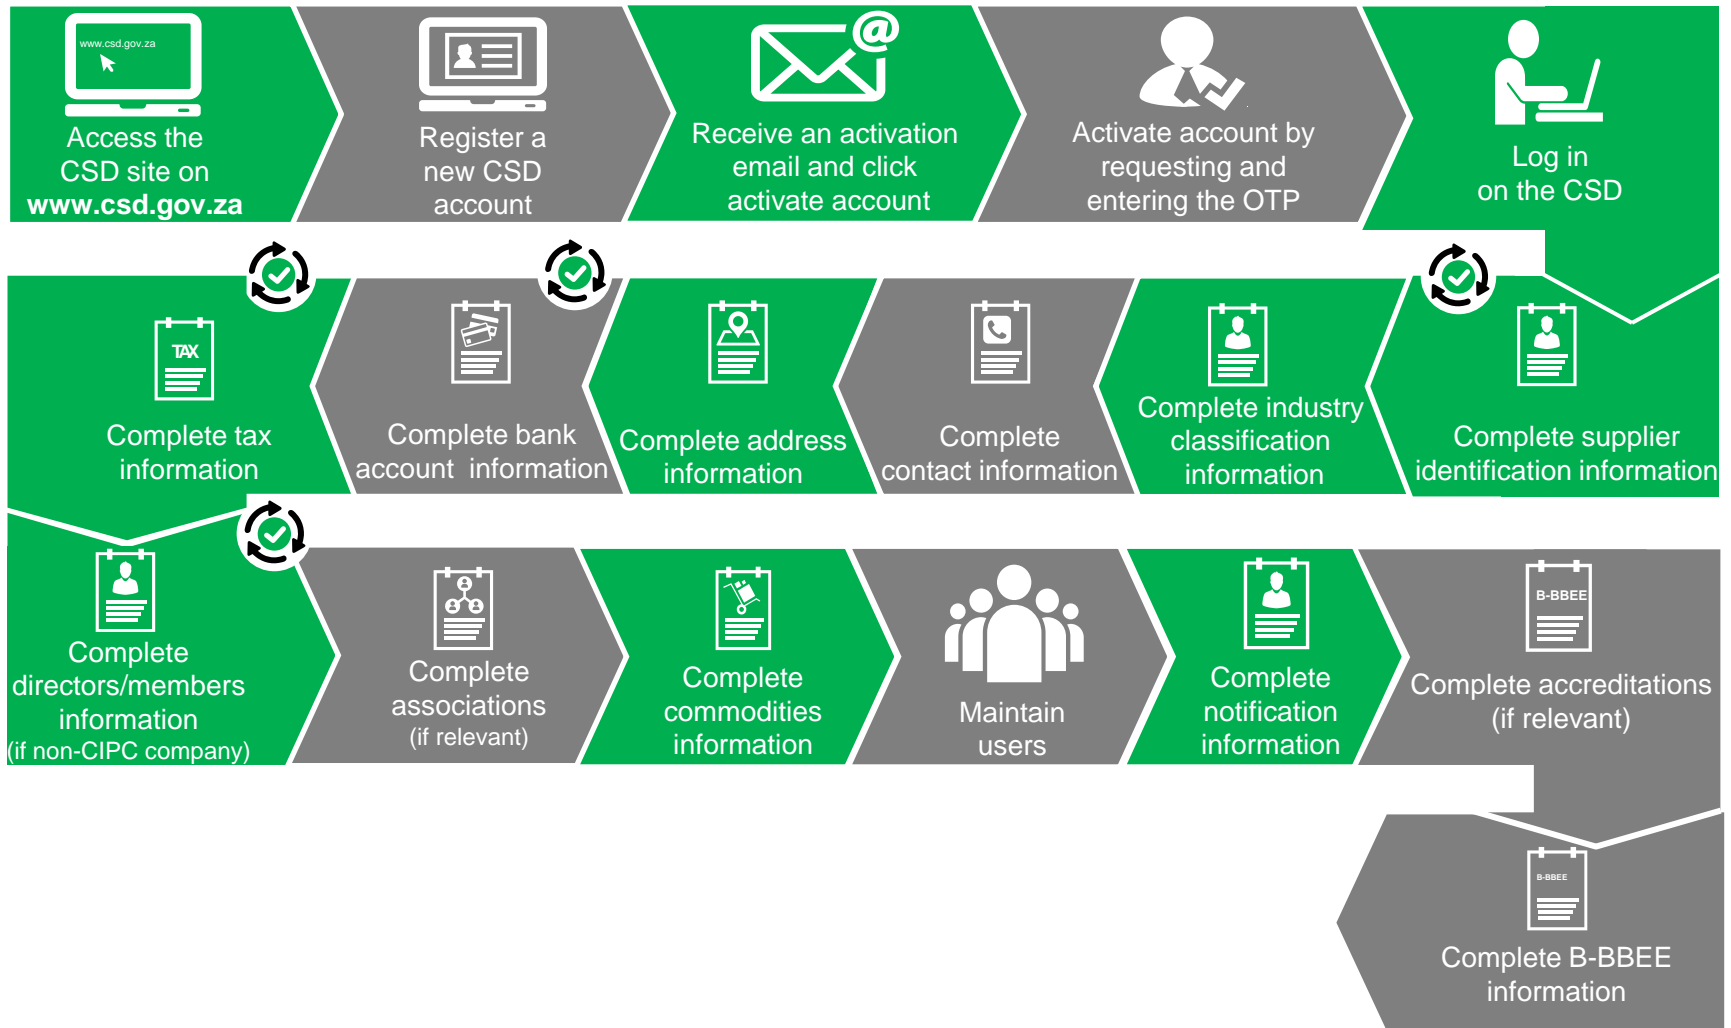 www.csd.gov.za
Access the
CSD site on
www.csd.gov.za
Register a
new CSD
account
@
Receive an activation
email and click
activate account
Activate account by
requesting and
entering the OTP
Log in
on the CSD
Complete supplier
identification information
Complete industry
classification
information
Complete
contact information
Complete address
information
Complete bank
account information
TAX
Complete tax
information
Complete
directors/members
information
(if non-CIPC company)
Complete
associations
(if relevant)
Complete
commodities
information
Maintain
users
Complete
notification
information
B-BBEE
Complete accreditations
(if relevant)
B-BBEE
Complete B-BBEE
information